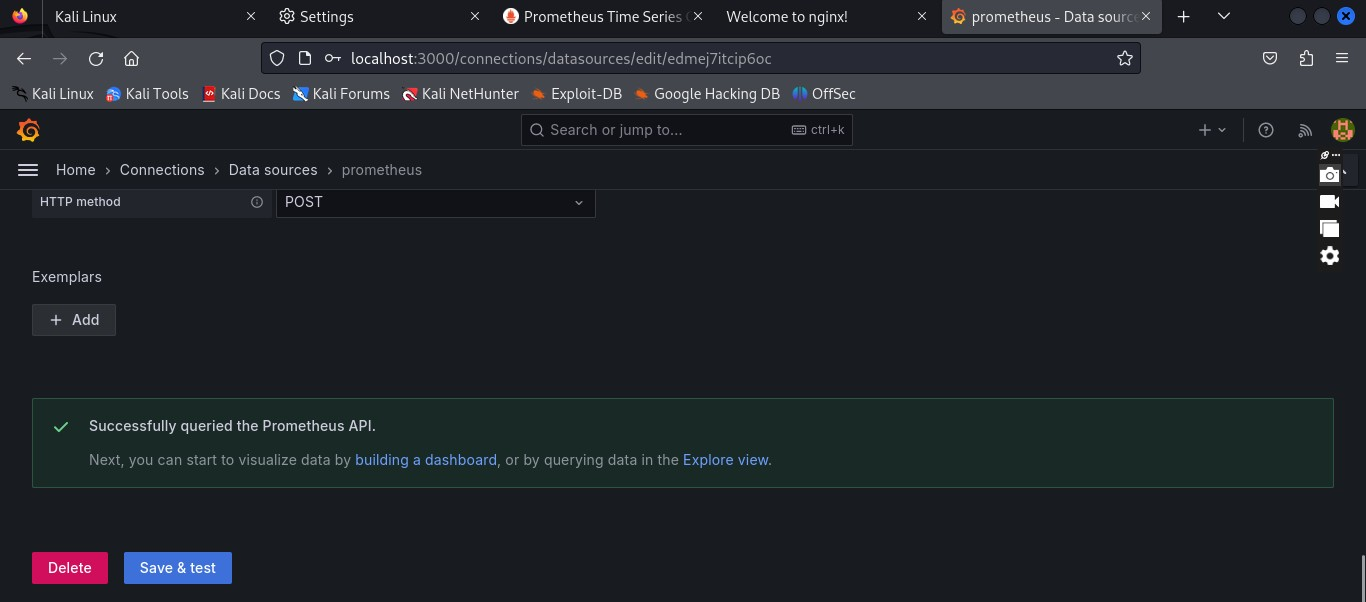 Kali Linux
Settings
Prometheus Time Series
Welcome to nginx!
prometheus - Data source
localhost:3000/connections/datasources/edit/edmej7itcip6oc
Kali Linux Kali Tools Kali Docs Kali Forums Kali NetHunter Exploit-DB Google Hacking DB OffSec
Search or jump to... ctrl+k
Home › Connections › Data sources › prometheus
HTTP method POST
Exemplars
+ Add
Successfully queried the Prometheus API.
Next, you can start to visualize data by building a dashboard, or by querying data in the Explore view.
Delete Save & test